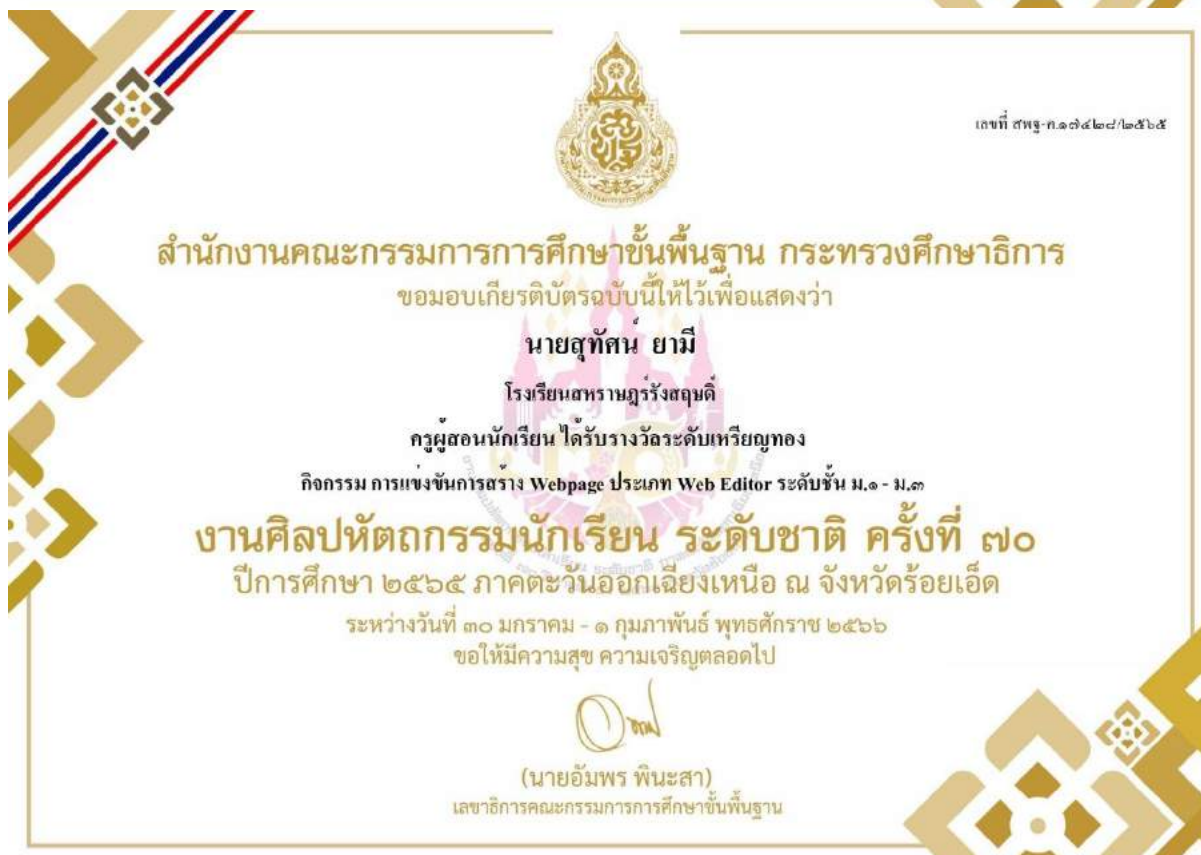 เลขที่ สพฐ-ค.๑๗๔๒๘/๒๕๖๕
สำนักงานคณะกรรมการการศึกษาขั้นพื้นฐาน กระทรวงศึกษาธิการ
ขอมอบเกียรติบัตรฉบับนี้ให้ไว้เพื่อแสดงว่า
นายสุทัศน์ ยามี
โรงเรียนสหราษฎร์รังสฤษดิ์
ครูผู้สอนนักเรียน ได้รับรางวัลระดับเหรียญทอง
กิจกรรม การแข่งขันการสร้าง Webpage ประเภท Web Editor ระดับชั้น ม.๑ - ม.๓
งานศิลปหัตถกรรมนักเรียน ระดับชาติ ครั้งที่ ๗๐
ปีการศึกษา ๒๕๖๕ ภาคตะวันออกเฉียงเหนือ ณ จังหวัดร้อยเอ็ด
ระหว่างวันที่ ๓๐ มกราคม - ๑ กุมภาพันธ์ พุทธศักราช ๒๕๖๖
ขอให้มีความสุข ความเจริญตลอดไป
(นายอัมพร พินะสา)
เลขาธิการคณะกรรมการการศึกษาขั้นพื้นฐาน